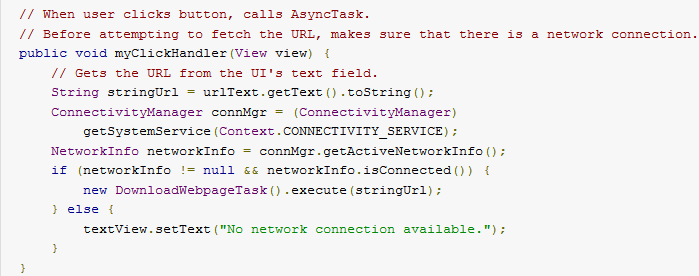 // When user clicks button, calls AsyncTask.
// Before attempting to fetch the URL, makes sure that there is a network connection.
public void myClickHandler(View view) {
    // Gets the URL from the UI's text field.
    String stringUrl = urlText.getText().toString();
    ConnectivityManager connMgr = (ConnectivityManager)
        getSystemService(Context.CONNECTIVITY_SERVICE);
    NetworkInfo networkInfo = connMgr.getActiveNetworkInfo();
    if (networkInfo != null && networkInfo.isConnected()) {
        new DownloadWebpageTask().execute(stringUrl);
    } else {
        textView.setText("No network connection available.");
    }
}